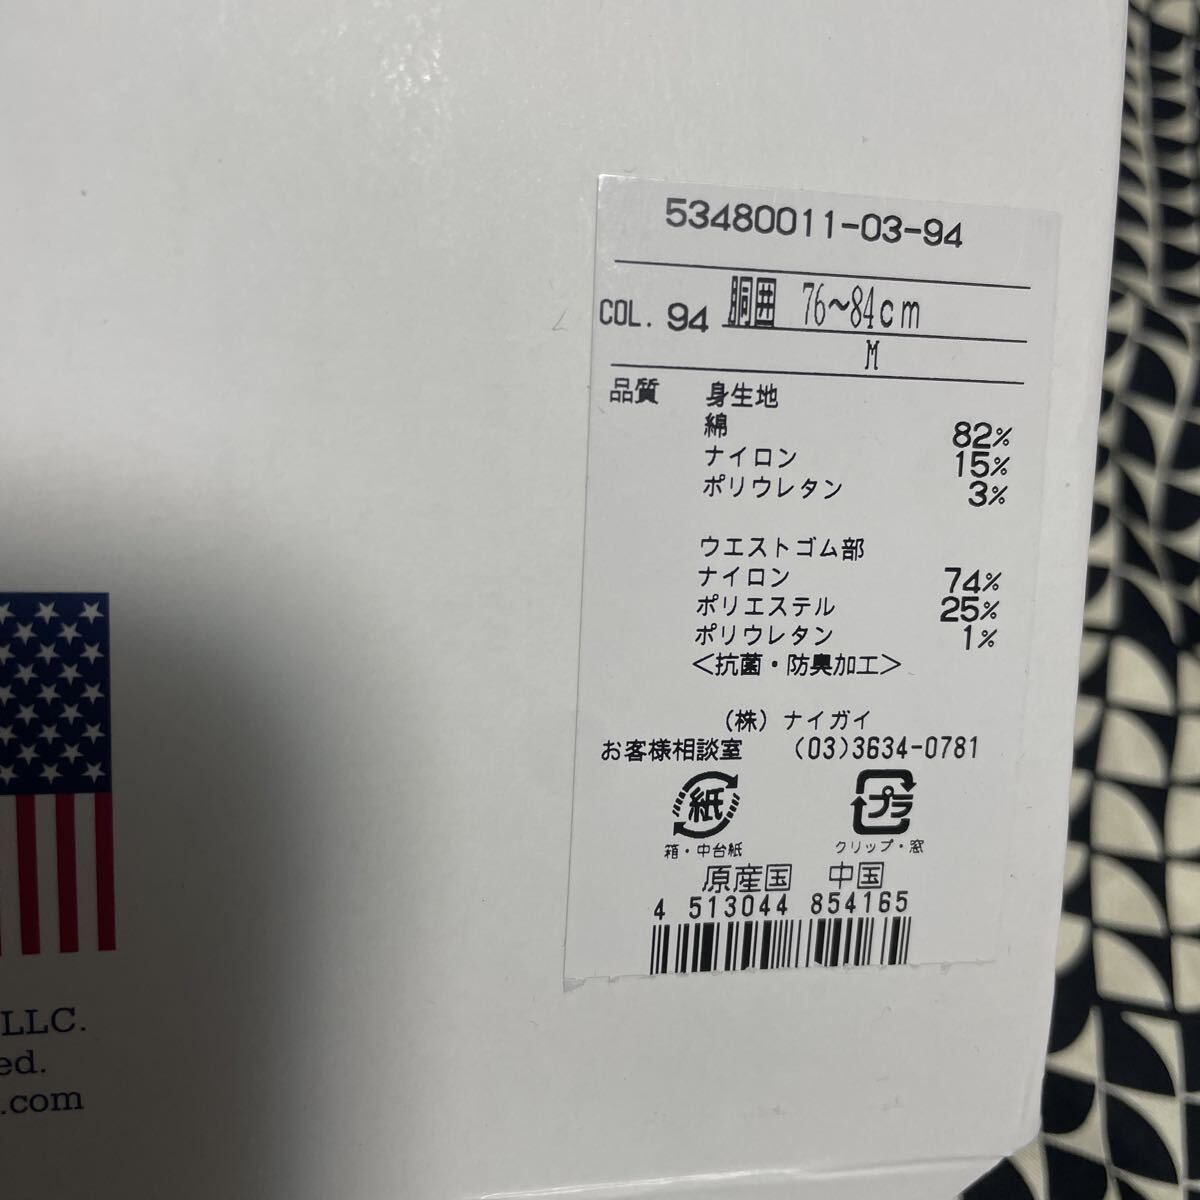 53480011-03-94
COL. 94 胴囲 76~84cm
M
品質 身生地
綿 82%
ナイロン 15%
ポリウレタン 3%
ウエストゴム部
ナイロン 74%
ポリエステル 25%
ポリウレタン 1%
<抗菌・防臭加工>
(株)ナイガイ
お客様相談室 (03)3634-0781
紙 プラ
箱・中台紙 クリップ・窓
原産国 中国
4 513044 854165
LLC.
ed.
.com